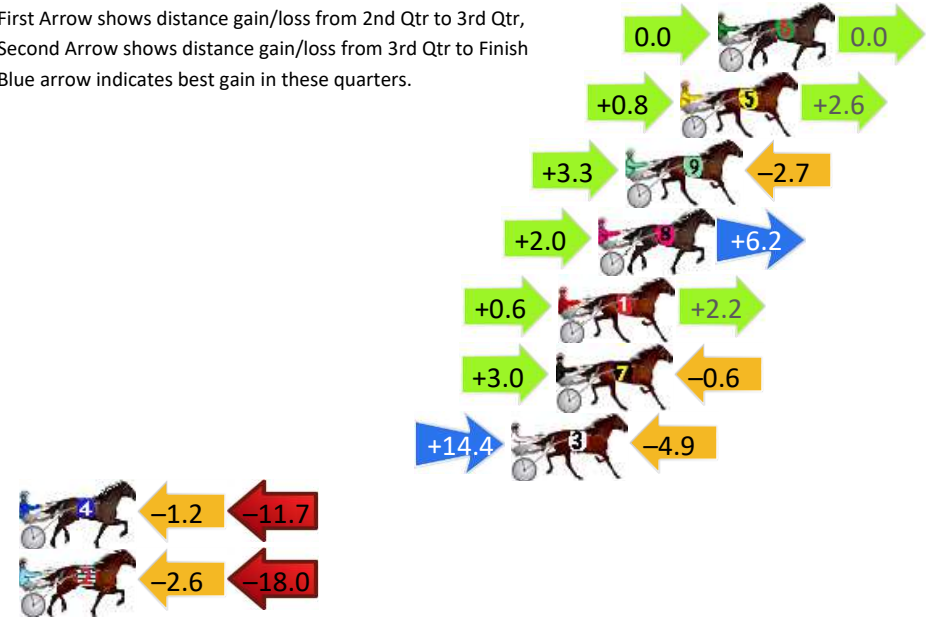 First Arrow shows distance gain/loss from 2nd Qtr to 3rd Qtr,
Second Arrow shows distance gain/loss from 3rd Qtr to Finish
Blue arrow indicates best gain in these quarters.
0.0 6 0.0
+0.8 5 +2.6
+3.3 9 –2.7
+2.0 8 +6.2
+0.6 1 +2.2
+3.0 7 –0.6
+14.4 3 –4.9
4 –1.2 –11.7
2 –2.6 –18.0